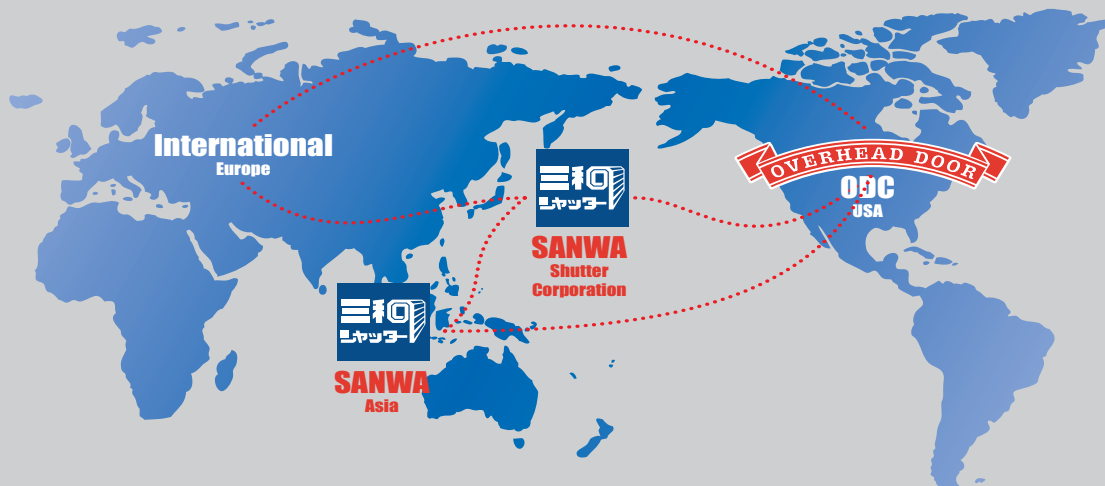 International
Europe
三和
シャッター
SANWA
Shutter
Corporation
OVERHEAD DOOR
ODC
USA
三和
シャッター
SANWA
Asia